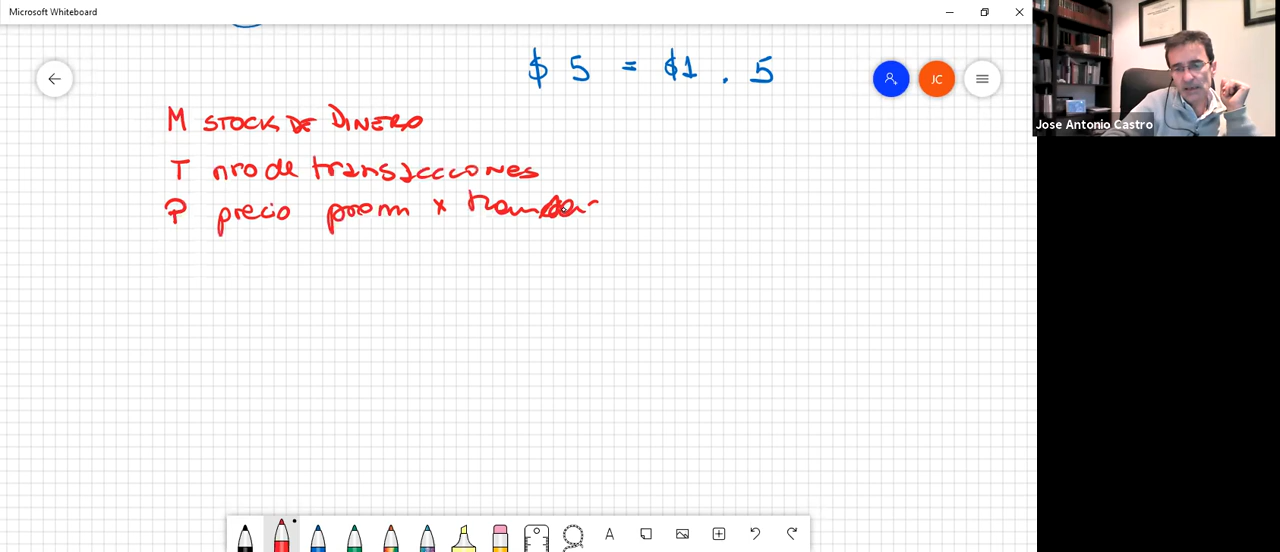 Microsoft Whiteboard
$ 5 = $1 . 5
JC
Jose Antonio Castro
M STOCK DE DINERO
T nro de transacciones
P precio prom x
A